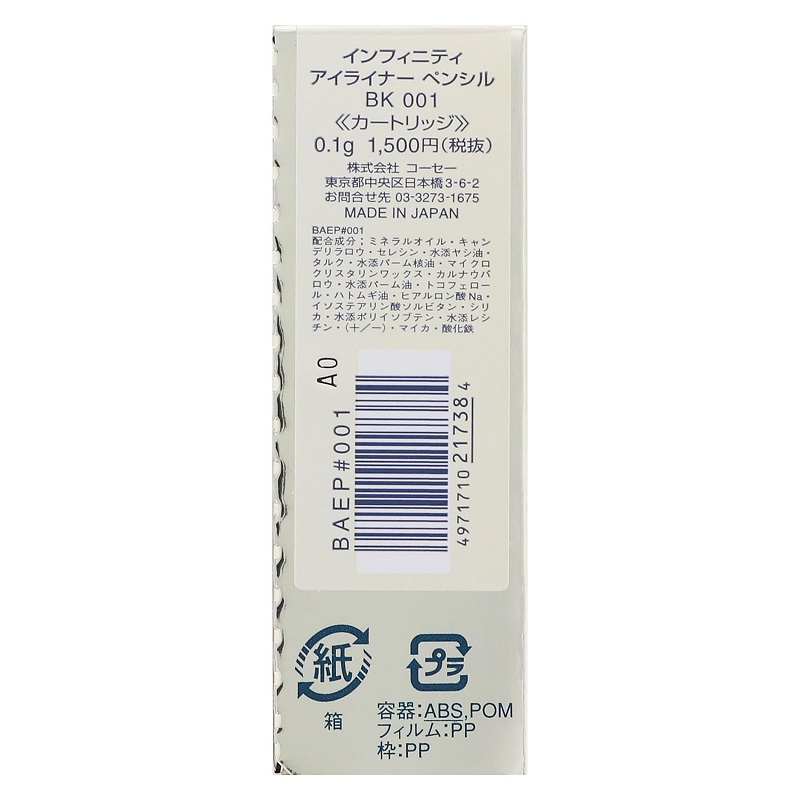 インフィニティ
アイライナー ペンシル
BK 001
《カートリッジ》
0.1g 1,500円(税抜)
株式会社 コーセー
東京都中央区日本橋3-6-2
お問合せ先 03-3273-1675
MADE IN JAPAN
BAEP#001
配合成分;ミネラルオイル・キャン
デリラロウ・セレシン・水添ヤシ油・
タルク・水添パーム核油・マイクロ
クリスタリンワックス・カルナウバ
ロウ・水添パーム油・トコフェロー
ル・ハトムギ油・ヒアルロン酸Na・
イソステアリン酸ソルビタン・シリ
カ・水添ポリイソブテン・水添レシ
チン・(+/−)・マイカ・酸化鉄
BAEP#001 A0
4971710 217384
紙
箱
プラ
容器:ABS,POM
フィルム:PP
枠:PP